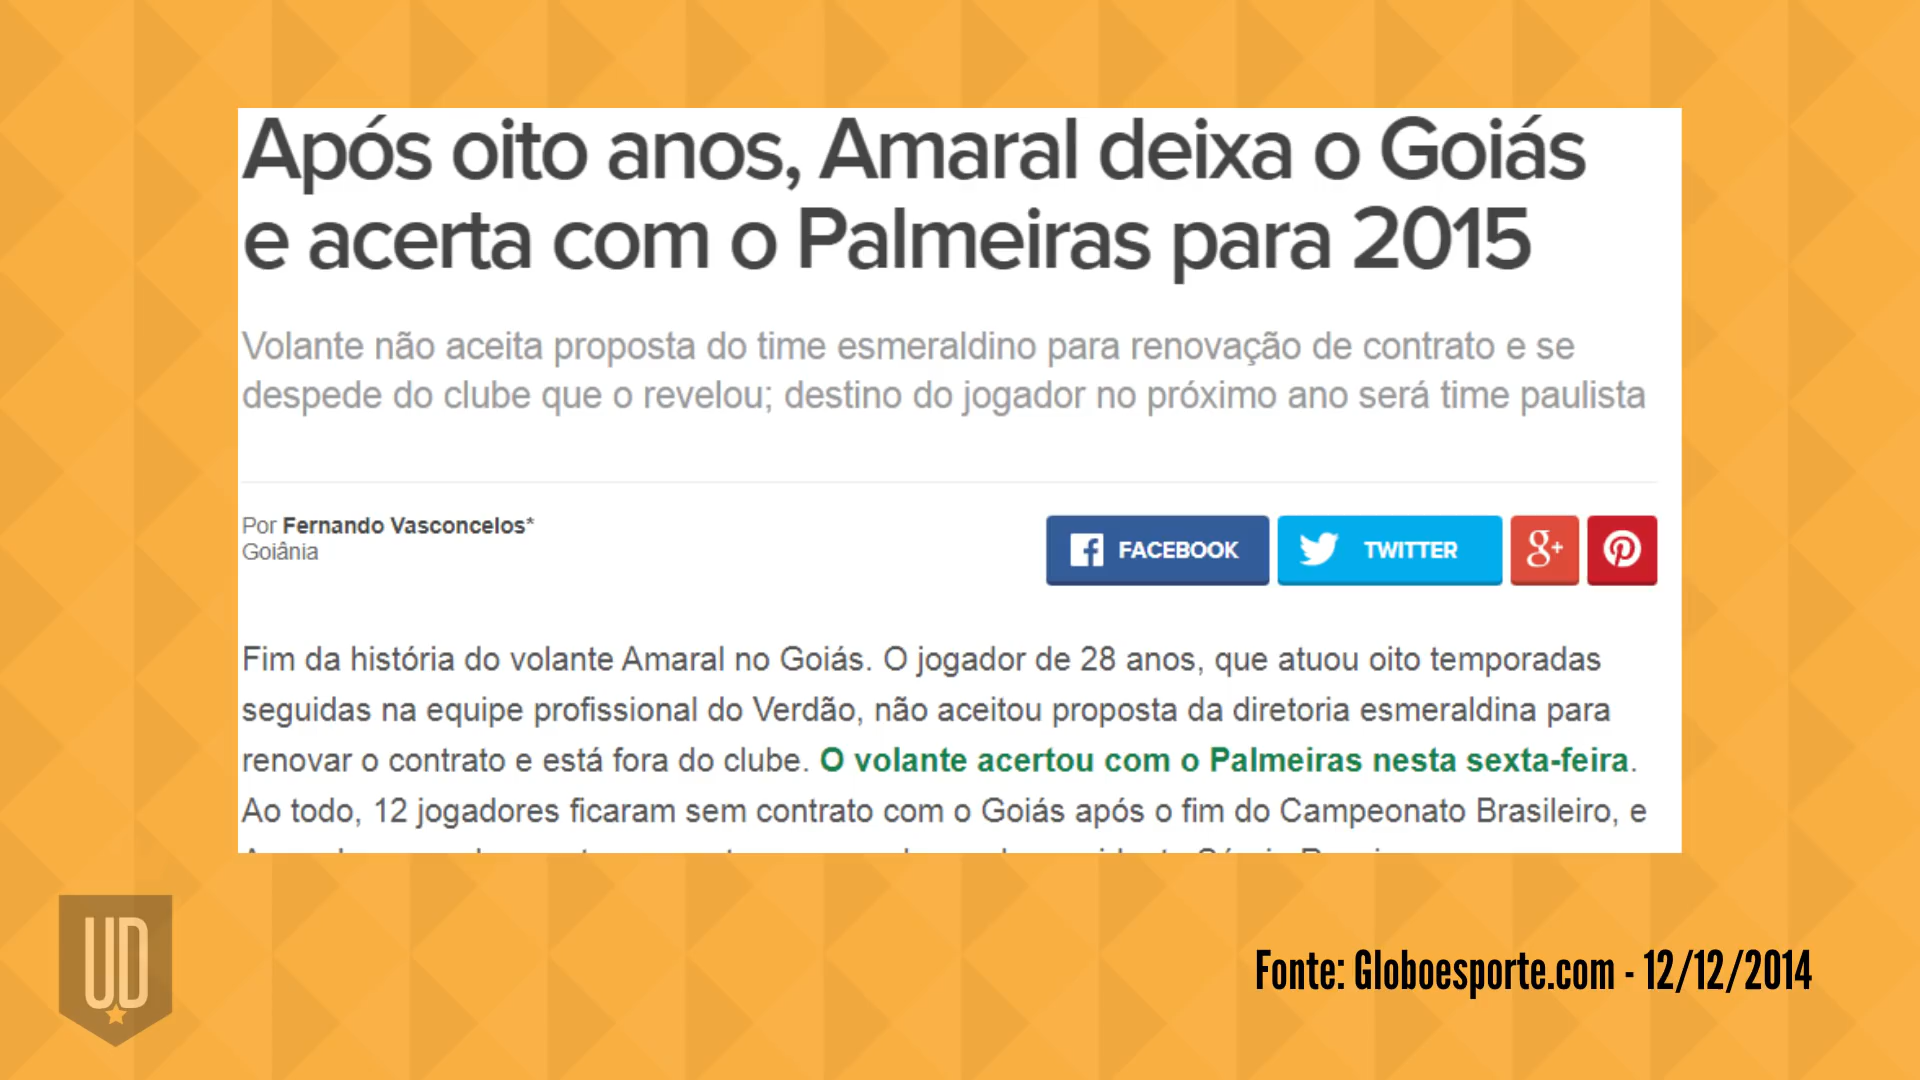 Após oito anos, Amaral deixa o Goiás
e acerta com o Palmeiras para 2015
Volante não aceita proposta do time esmeraldino para renovação de contrato e se
despede do clube que o revelou; destino do jogador no próximo ano será time paulista
Por Fernando Vasconcelos*
Goiânia
FACEBOOK TWITTER g+
Fim da história do volante Amaral no Goiás. O jogador de 28 anos, que atuou oito temporadas
seguidas na equipe profissional do Verdão, não aceitou proposta da diretoria esmeraldina para
renovar o contrato e está fora do clube. O volante acertou com o Palmeiras nesta sexta-feira.
Ao todo, 12 jogadores ficaram sem contrato com o Goiás após o fim do Campeonato Brasileiro, e
UD
Fonte: Globoesporte.com - 12/12/2014